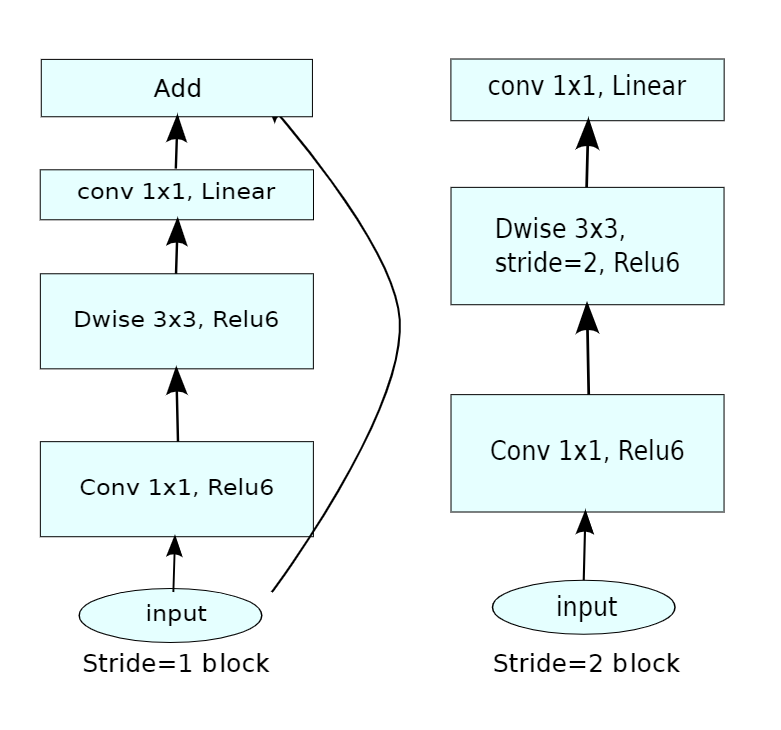 Add
conv 1x1, Linear
Dwise 3x3, Relu6
Conv 1x1, Relu6
input
Stride=1 block
conv 1x1, Linear
Dwise 3x3,
stride=2, Relu6
Conv 1x1, Relu6
input
Stride=2 block